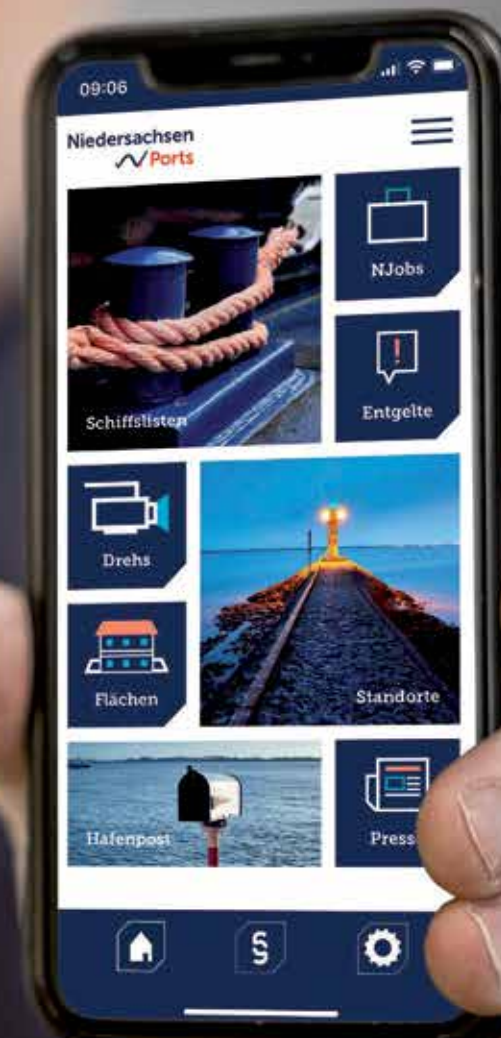 09:06
Niedersachsen
Ports
Schiffslisten
NJobs
Entgelte
Drehs
Flächen
Standorte
Hafenpost
Press
§